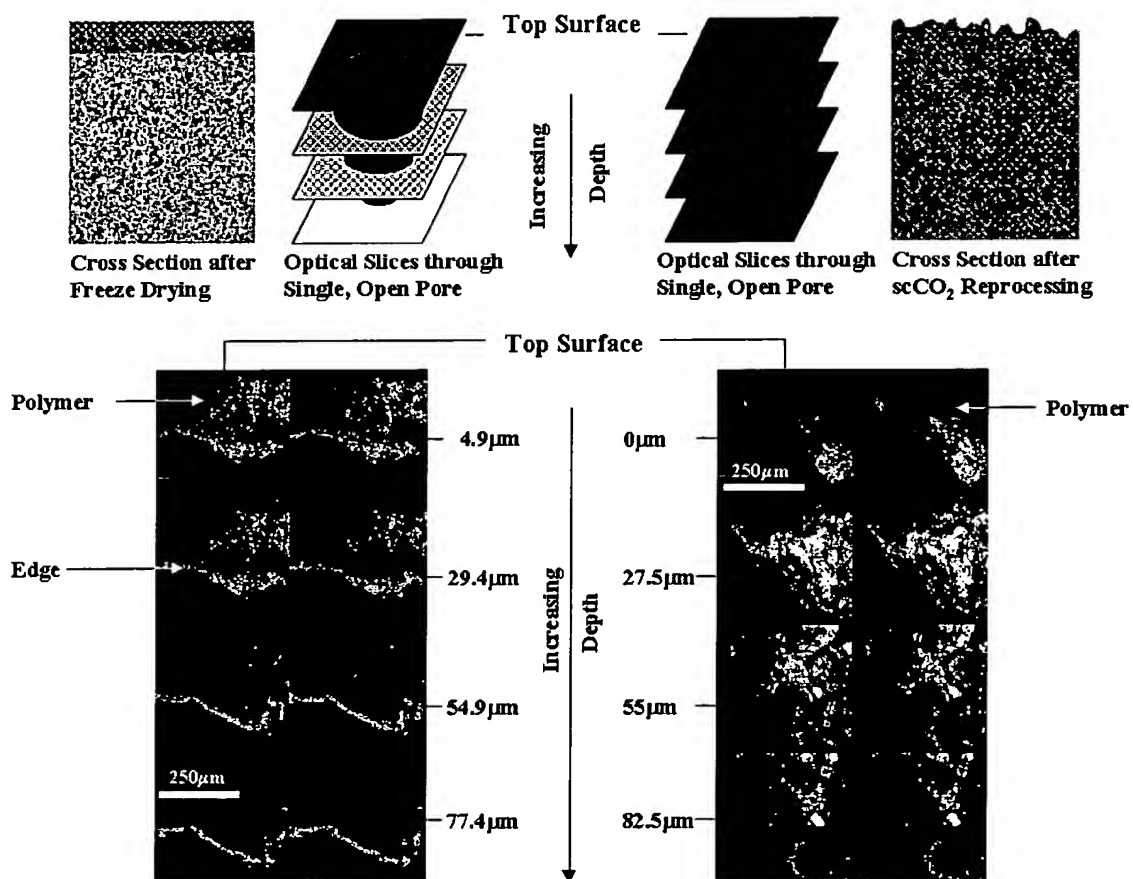 Top Surface
Increasing
Depth
Cross Section after
Freeze Drying
Optical Slices through
Single, Open Pore
Optical Slices through
Single, Open Pore
Cross Section after
scCO₂ Reprocessing
Top Surface
Polymer
Edge
4.9µm
29.4µm
54.9µm
77.4µm
250µm
Increasing
Depth
0µm
27.5µm
55µm
82.5µm
250µm
Polymer